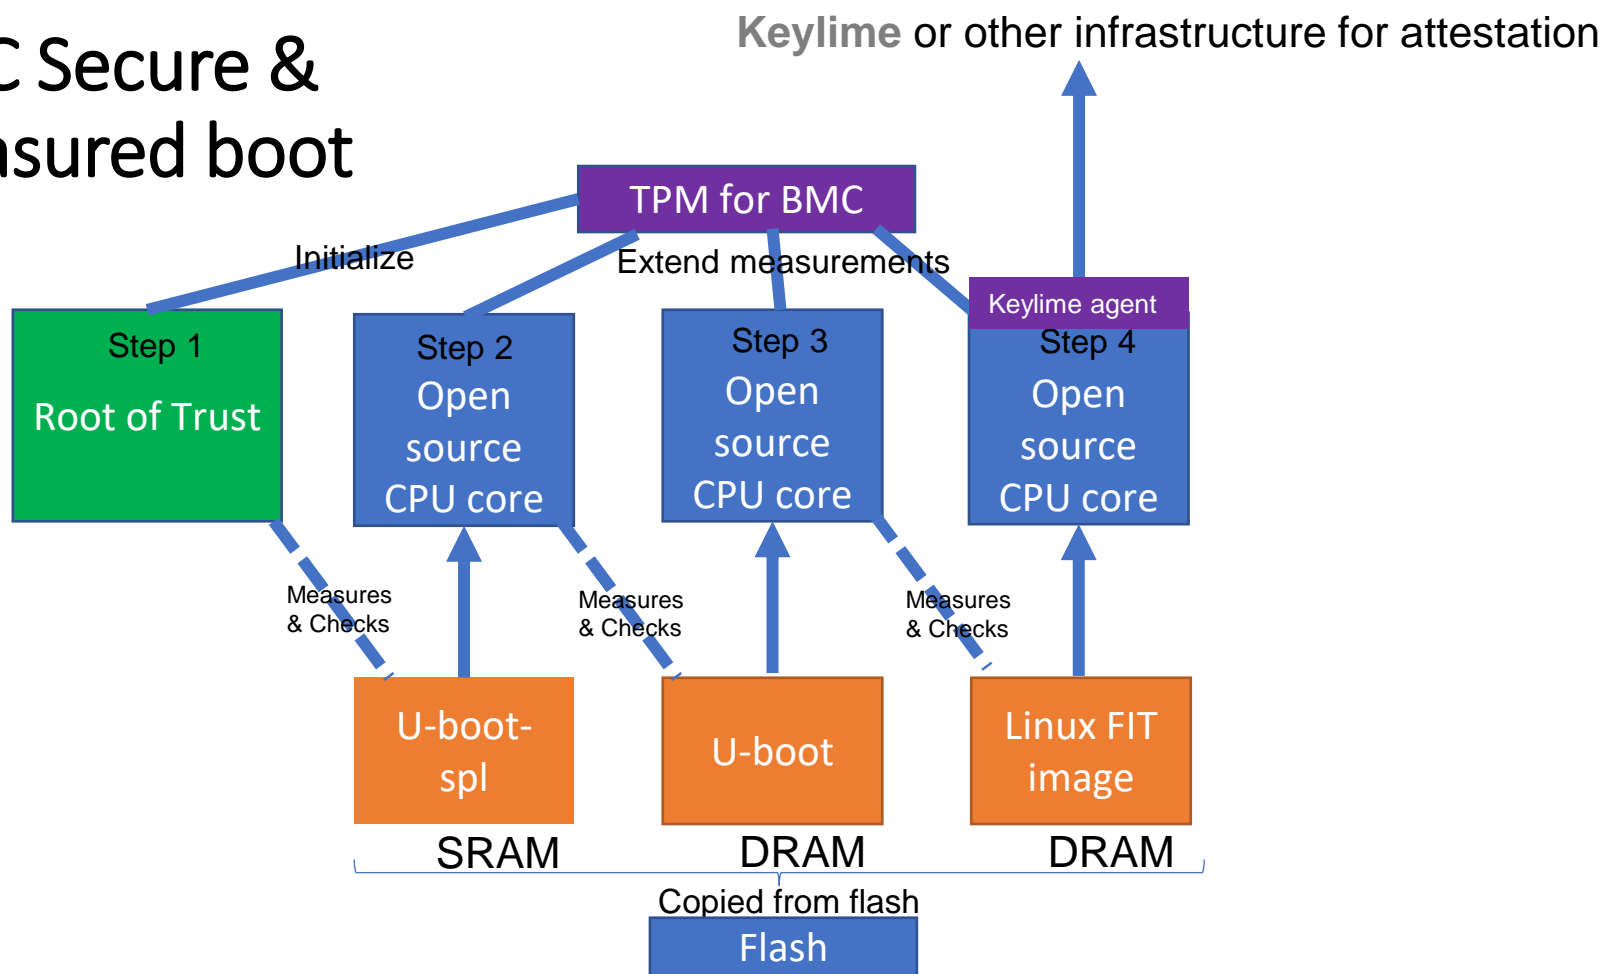 C Secure &
asured boot
Keylime or other infrastructure for attestation
TPM for BMC
Initialize
Extend measurements
Keylime agent
Step 1
Root of Trust
Step 2
Open
source
CPU core
Step 3
Open
source
CPU core
Step 4
Open
source
CPU core
Measures
& Checks
Measures
& Checks
Measures
& Checks
U-boot-
spl
U-boot
Linux FIT
image
SRAM
DRAM
DRAM
Copied from flash
Flash